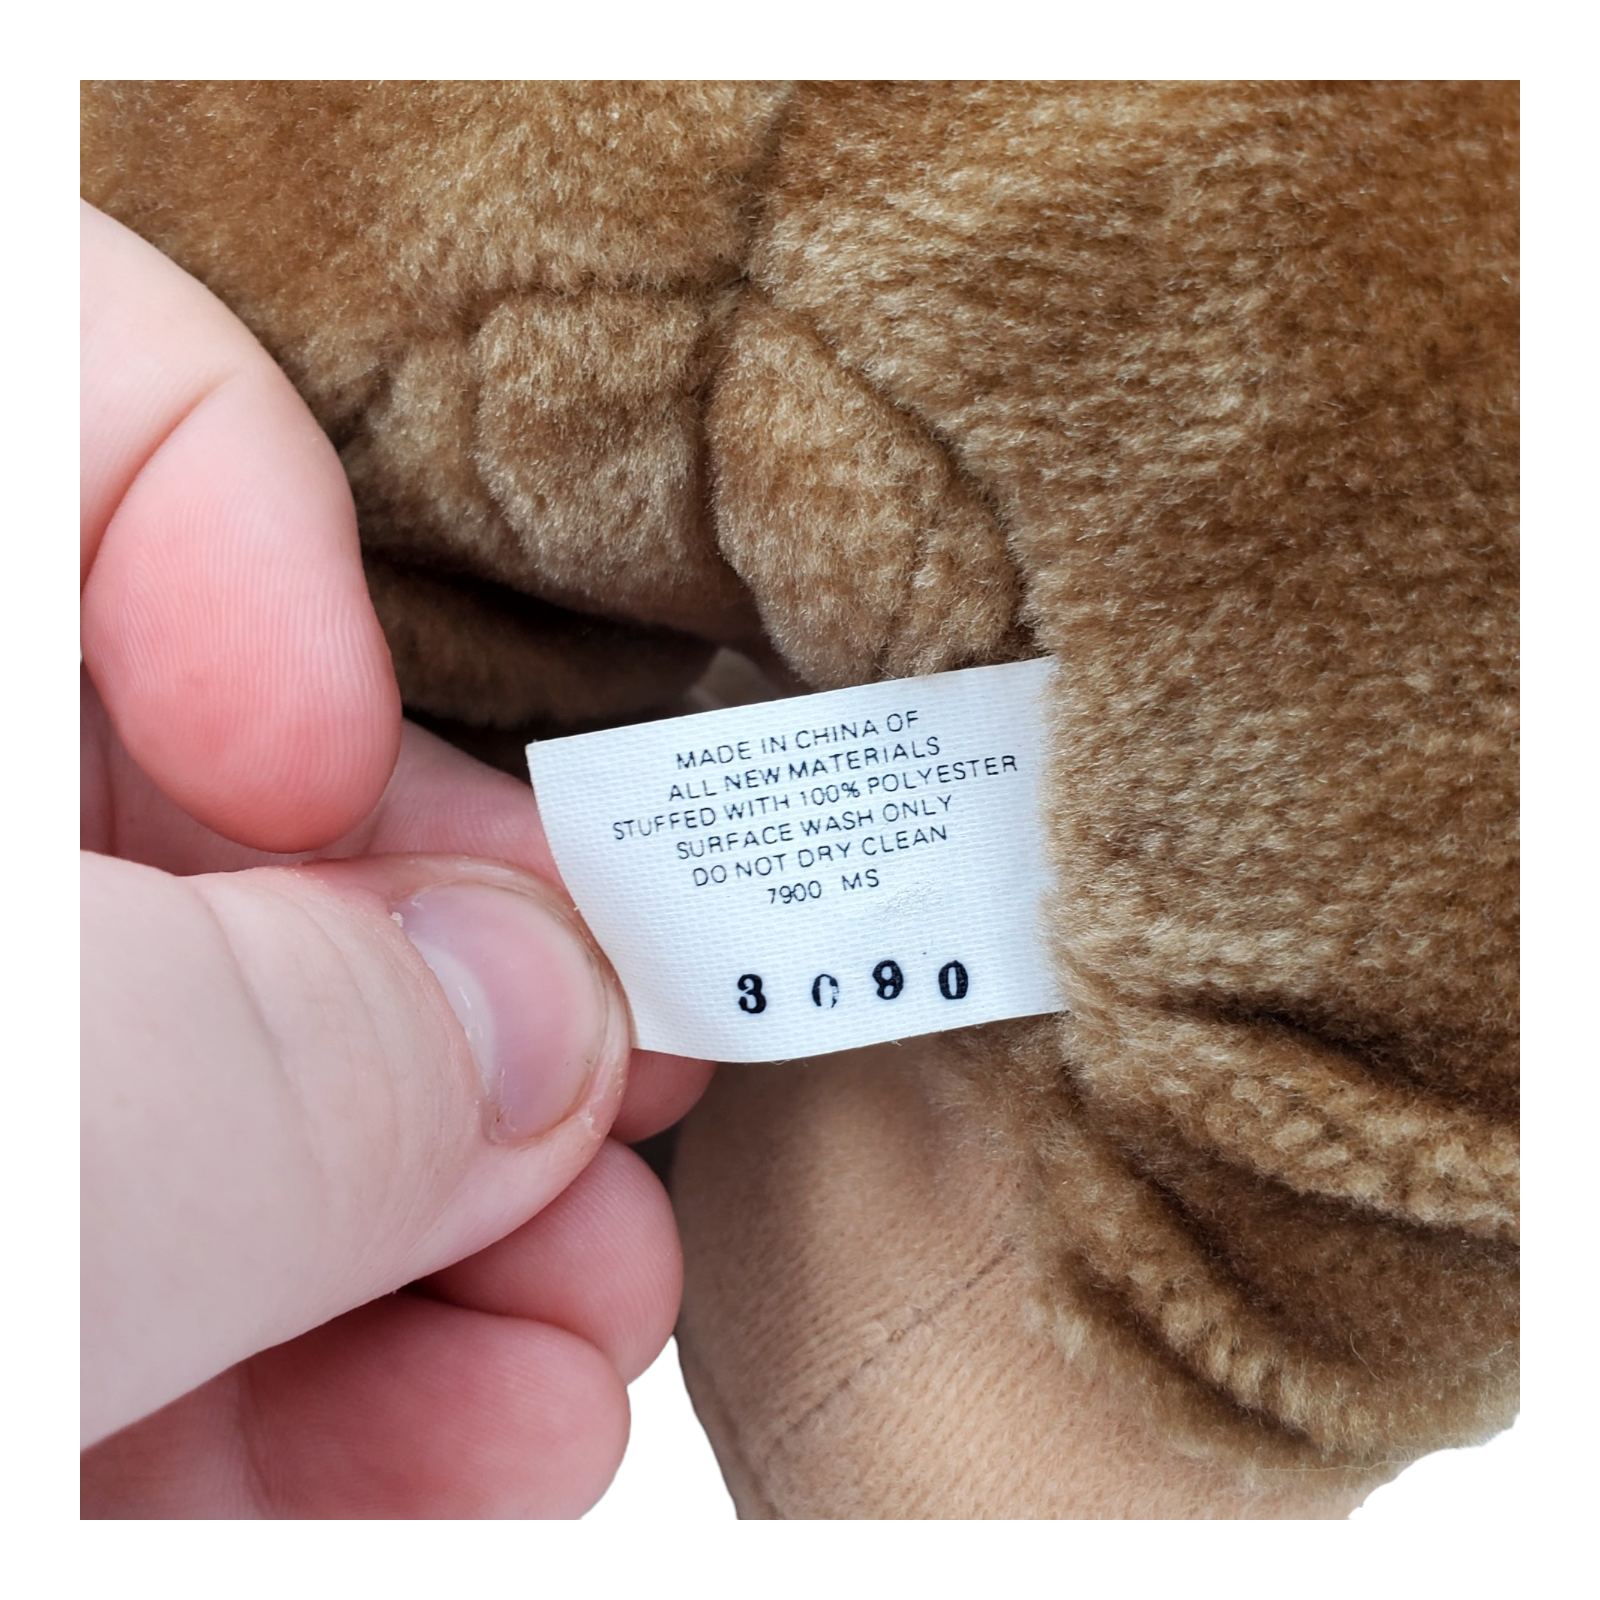 MADE IN CHINA OF
ALL NEW MATERIALS
STUFFED WITH 100% POLYESTER
SURFACE WASH ONLY
DO NOT DRY CLEAN
7900 MS
3 0 9 0